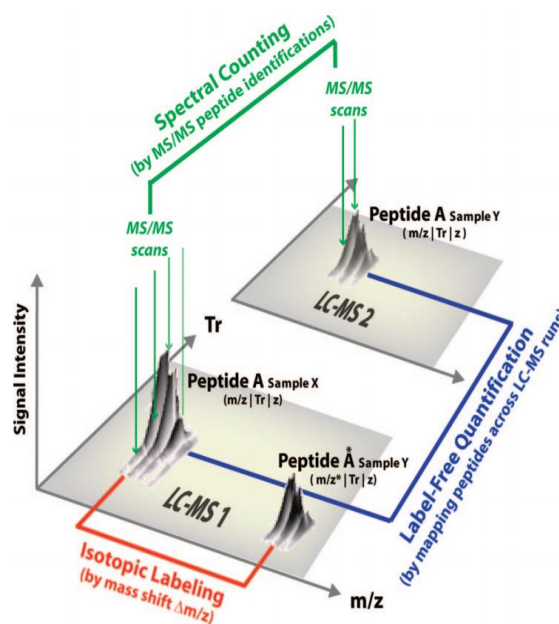 Spectral Counting
(by MS/MS peptide identifications)
MS/MS
scans
Peptide A Sample Y
(m/z|Tr|z)
LC-MS 2
MS/MS
scans
Signal Intensity
Tr
Peptide A Sample X
(m/z|Tr|z)
Peptide A* Sample Y
(m/z*|Tr|z)
LC-MS 1
Label-Free Quantification
(by mapping peptides across LC-MS runs)
Isotopic Labeling
(by mass shift Δm/z)
m/z